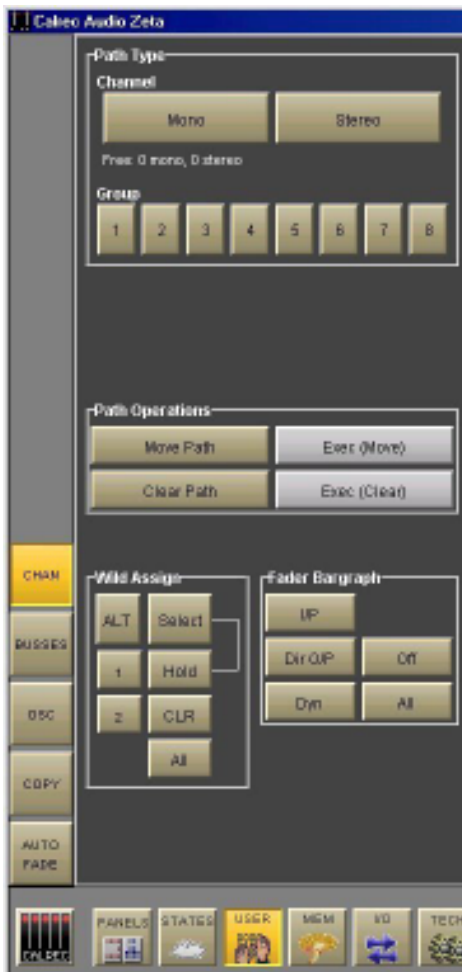 Calrec Audio Zeta
Path Type
Channel
Mono Stereo
Free: 0 mono, 0 stereo
Group
1 2 3 4 5 6 7 8
Path Operations
Move Path Exec (Move)
Clear Path Exec (Clear)
CHAN
BUSSES
OSC
COPY
AUTO
FADE
Wild Assign
ALT Select
1 Hold
2 CLR
All
Fader Bargraph
I/P
Dir O/P Off
Dyn All
CALREC
PANELS STATES USER MEM I/O TECH